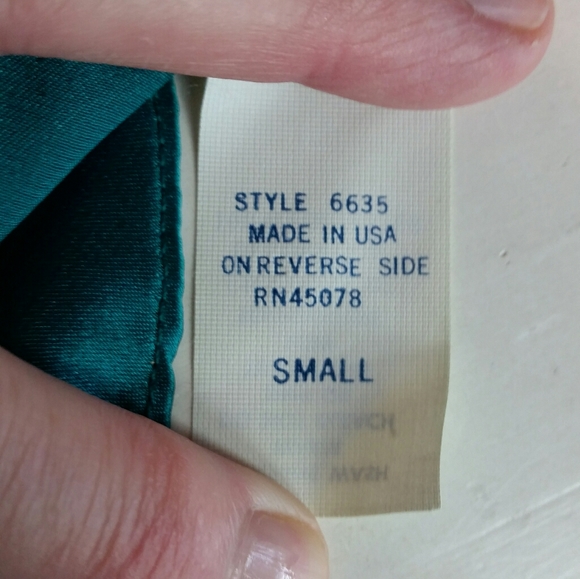 STYLE 6635
MADE IN USA
ON REVERSE SIDE
RN45078
SMALL